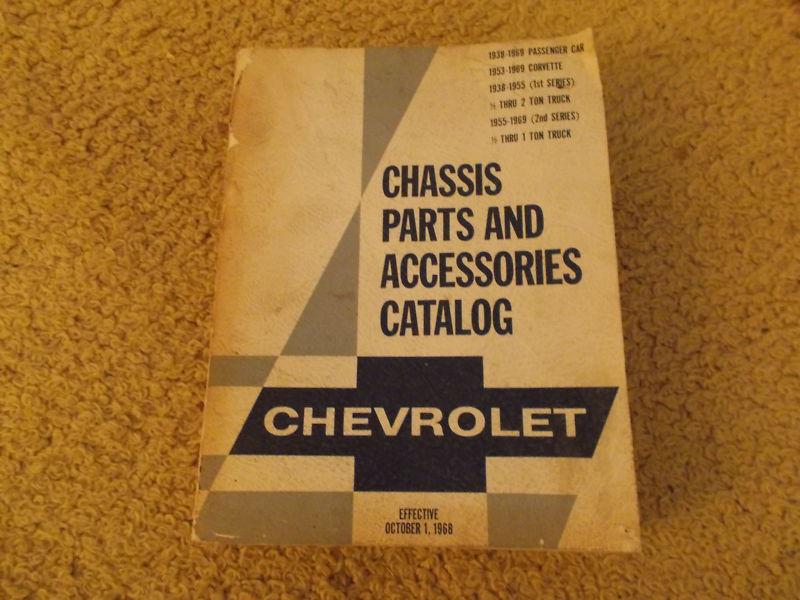 1938-1969 PASSENGER CAR
1953-1969 CORVETTE
1938-1955 (1st SERIES)
½ THRU 2 TON TRUCK
1955-1969 (2nd SERIES)
½ THRU 1 TON TRUCK
CHASSIS
PARTS AND
ACCESSORIES
CATALOG
CHEVROLET
EFFECTIVE
OCTOBER 1, 1968